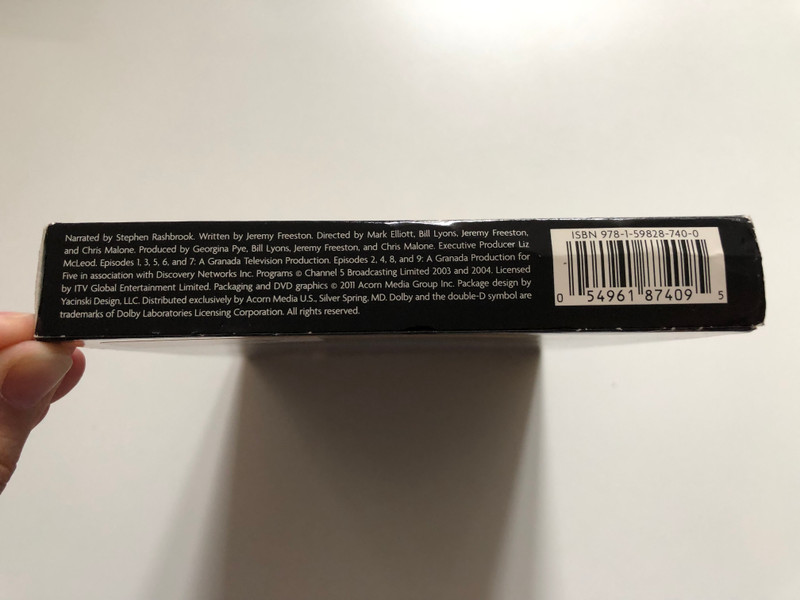 Narrated by Stephen Rashbrook. Written by Jeremy Freeston. Directed by Mark Elliott, Bill Lyons, Jeremy Freeston,
and Chris Malone. Produced by Georgina Pye, Bill Lyons, Jeremy Freeston, and Chris Malone. Executive Producer Liz
McLeod. Episodes 1, 3, 5, 6, and 7: A Granada Television Production. Episodes 2, 4, 8, and 9: A Granada Production for
Five in association with Discovery Networks Inc. Programs © Channel 5 Broadcasting Limited 2003 and 2004. Licensed
by ITV Global Entertainment Limited. Packaging and DVD graphics © 2011 Acorn Media Group Inc. Package design by
Yacinski Design, LLC. Distributed exclusively by Acorn Media U.S., Silver Spring, MD. Dolby and the double-D symbol are
trademarks of Dolby Laboratories Licensing Corporation. All rights reserved.
ISBN 978-1-59828-740-0
0 54961 87409 5